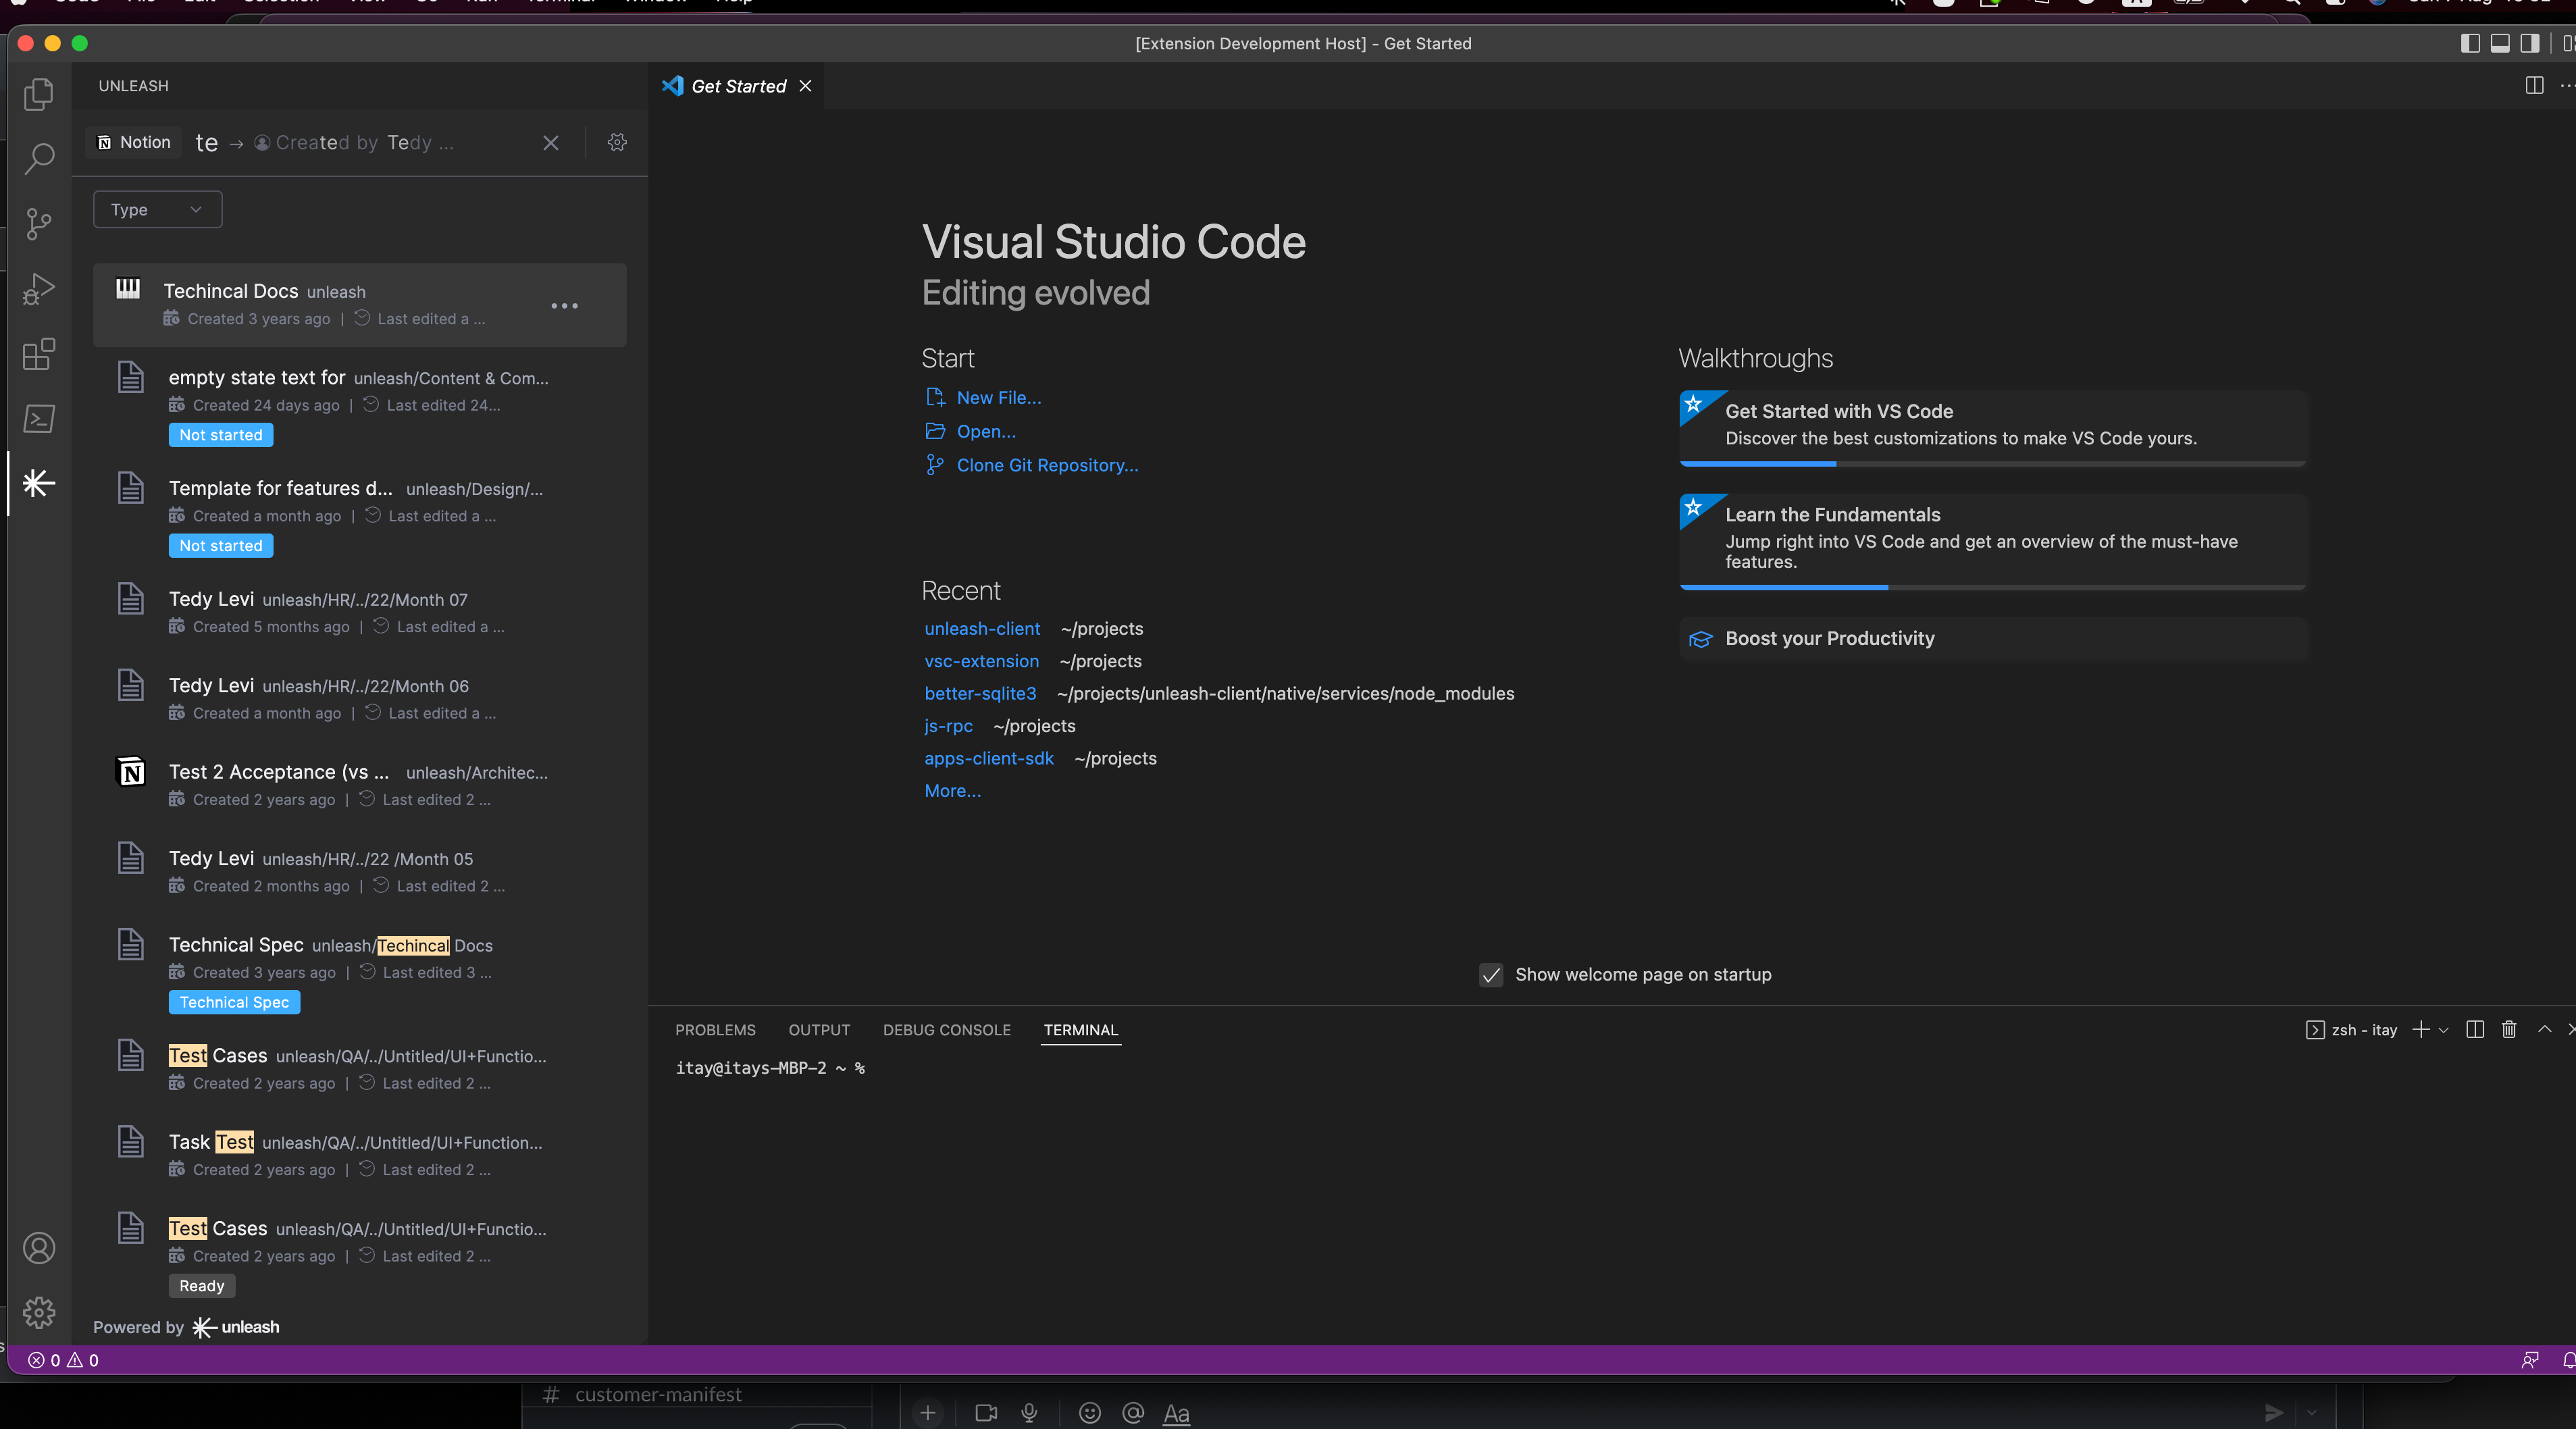 [Extension Development Host] - Get Started
UNLEASH
Notion te → Created by Tedy ...
Type
Techincal Docs unleash
Created 3 years ago | Last edited a ...
empty state text for unleash/Content & Com...
Created 24 days ago | Last edited 24...
Not started
Template for features d... unleash/Design/...
Created a month ago | Last edited a ...
Not started
Tedy Levi unleash/HR/../22/Month 07
Created 5 months ago | Last edited a ...
Tedy Levi unleash/HR/../22/Month 06
Created a month ago | Last edited a ...
Test 2 Acceptance (vs ... unleash/Architec...
Created 2 years ago | Last edited 2 ...
Tedy Levi unleash/HR/../22 /Month 05
Created 2 months ago | Last edited 2 ...
Technical Spec unleash/Techincal Docs
Created 3 years ago | Last edited 3 ...
Technical Spec
Test Cases unleash/QA/../Untitled/UI+Functio...
Created 2 years ago | Last edited 2 ...
Task Test unleash/QA/../Untitled/UI+Function...
Created 2 years ago | Last edited 2 ...
Test Cases unleash/QA/../Untitled/UI+Functio...
Created 2 years ago | Last edited 2 ...
Ready
Powered by unleash
Get Started
Visual Studio Code
Editing evolved
Start
New File...
Open...
Clone Git Repository...
Recent
unleash-client ~/projects
vsc-extension ~/projects
better-sqlite3 ~/projects/unleash-client/native/services/node_modules
js-rpc ~/projects
apps-client-sdk ~/projects
More...
Walkthroughs
Get Started with VS Code
Discover the best customizations to make VS Code yours.
Learn the Fundamentals
Jump right into VS Code and get an overview of the must-have
features.
Boost your Productivity
Show welcome page on startup
PROBLEMS OUTPUT DEBUG CONSOLE TERMINAL
zsh - itay
itay@itays-MBP-2 ~ %
0 0
# customer-manifest
Aa